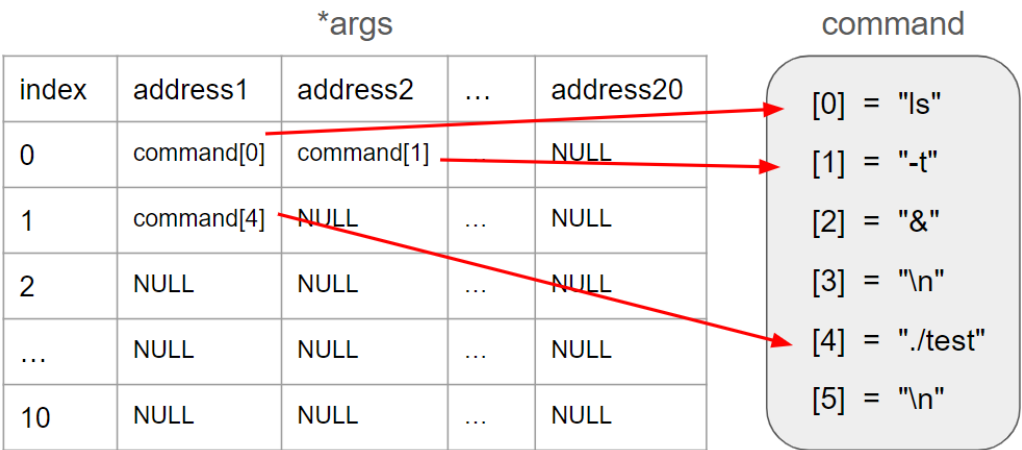 *args
command
index address1 address2 ... address20
0 command[0] command[1] ... NULL
1 command[4] NULL ... NULL
2 NULL NULL ... NULL
... NULL NULL ... NULL
10 NULL NULL ... NULL
[0] = "ls"
[1] = "-t"
[2] = "&"
[3] = "\n"
[4] = "./test"
[5] = "\n"